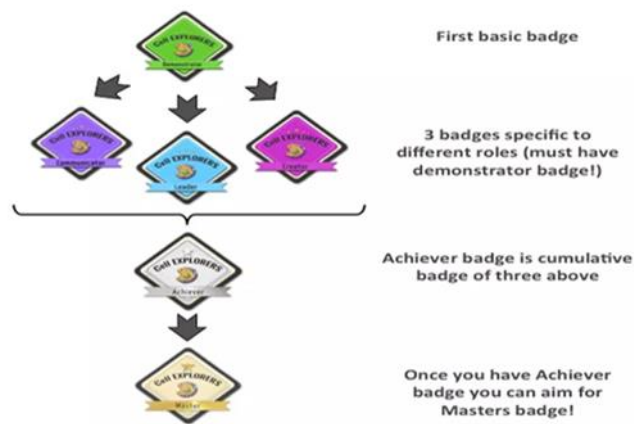 Cell EXPLORERS
Demonstrator
First basic badge
Cell EXPLORERS
Communicator
Cell EXPLORERS
Leader
Cell EXPLORERS
Creator
3 badges specific to
different roles (must have
demonstrator badge!)
Cell EXPLORERS
Achiever
Achiever badge is cumulative
badge of three above
Cell EXPLORERS
Master
Once you have Achiever
badge you can aim for
Masters badge!